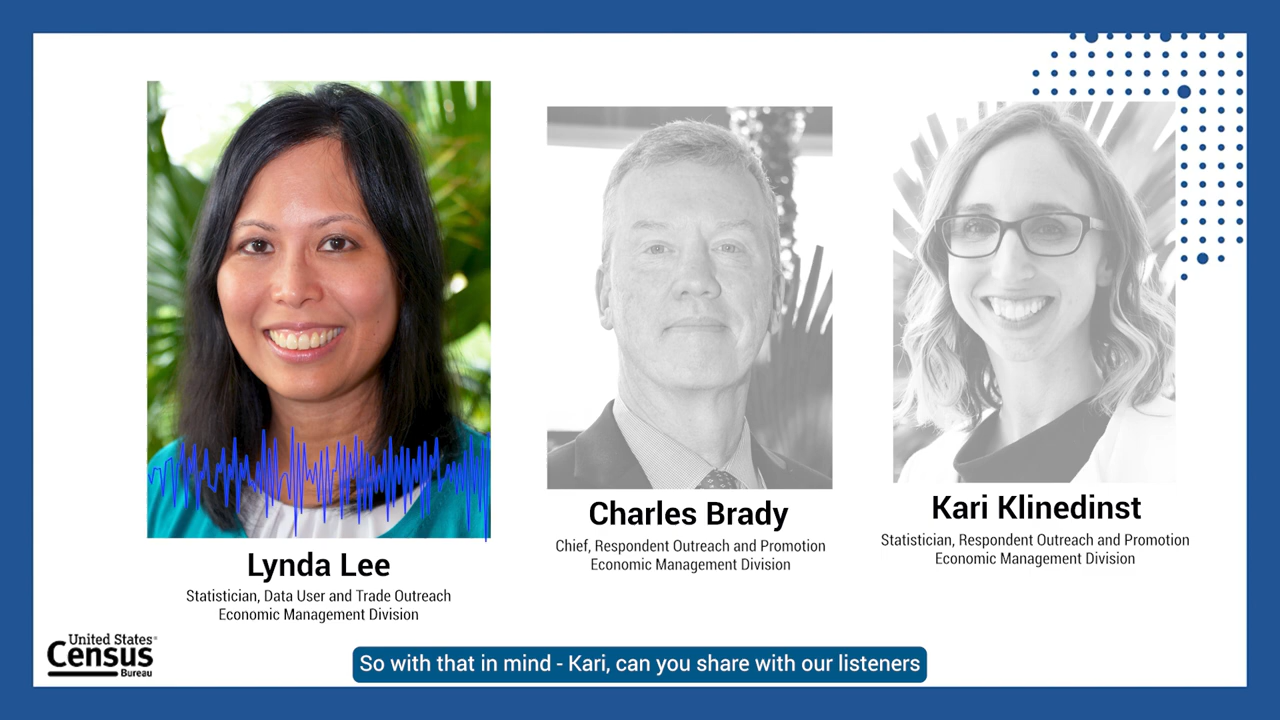 Lynda Lee
Statistician, Data User and Trade Outreach
Economic Management Division
Charles Brady
Chief, Respondent Outreach and Promotion
Economic Management Division
Kari Klinedinst
Statistician, Respondent Outreach and Promotion
Economic Management Division
United States®
Census
Bureau
So with that in mind - Kari, can you share with our listeners